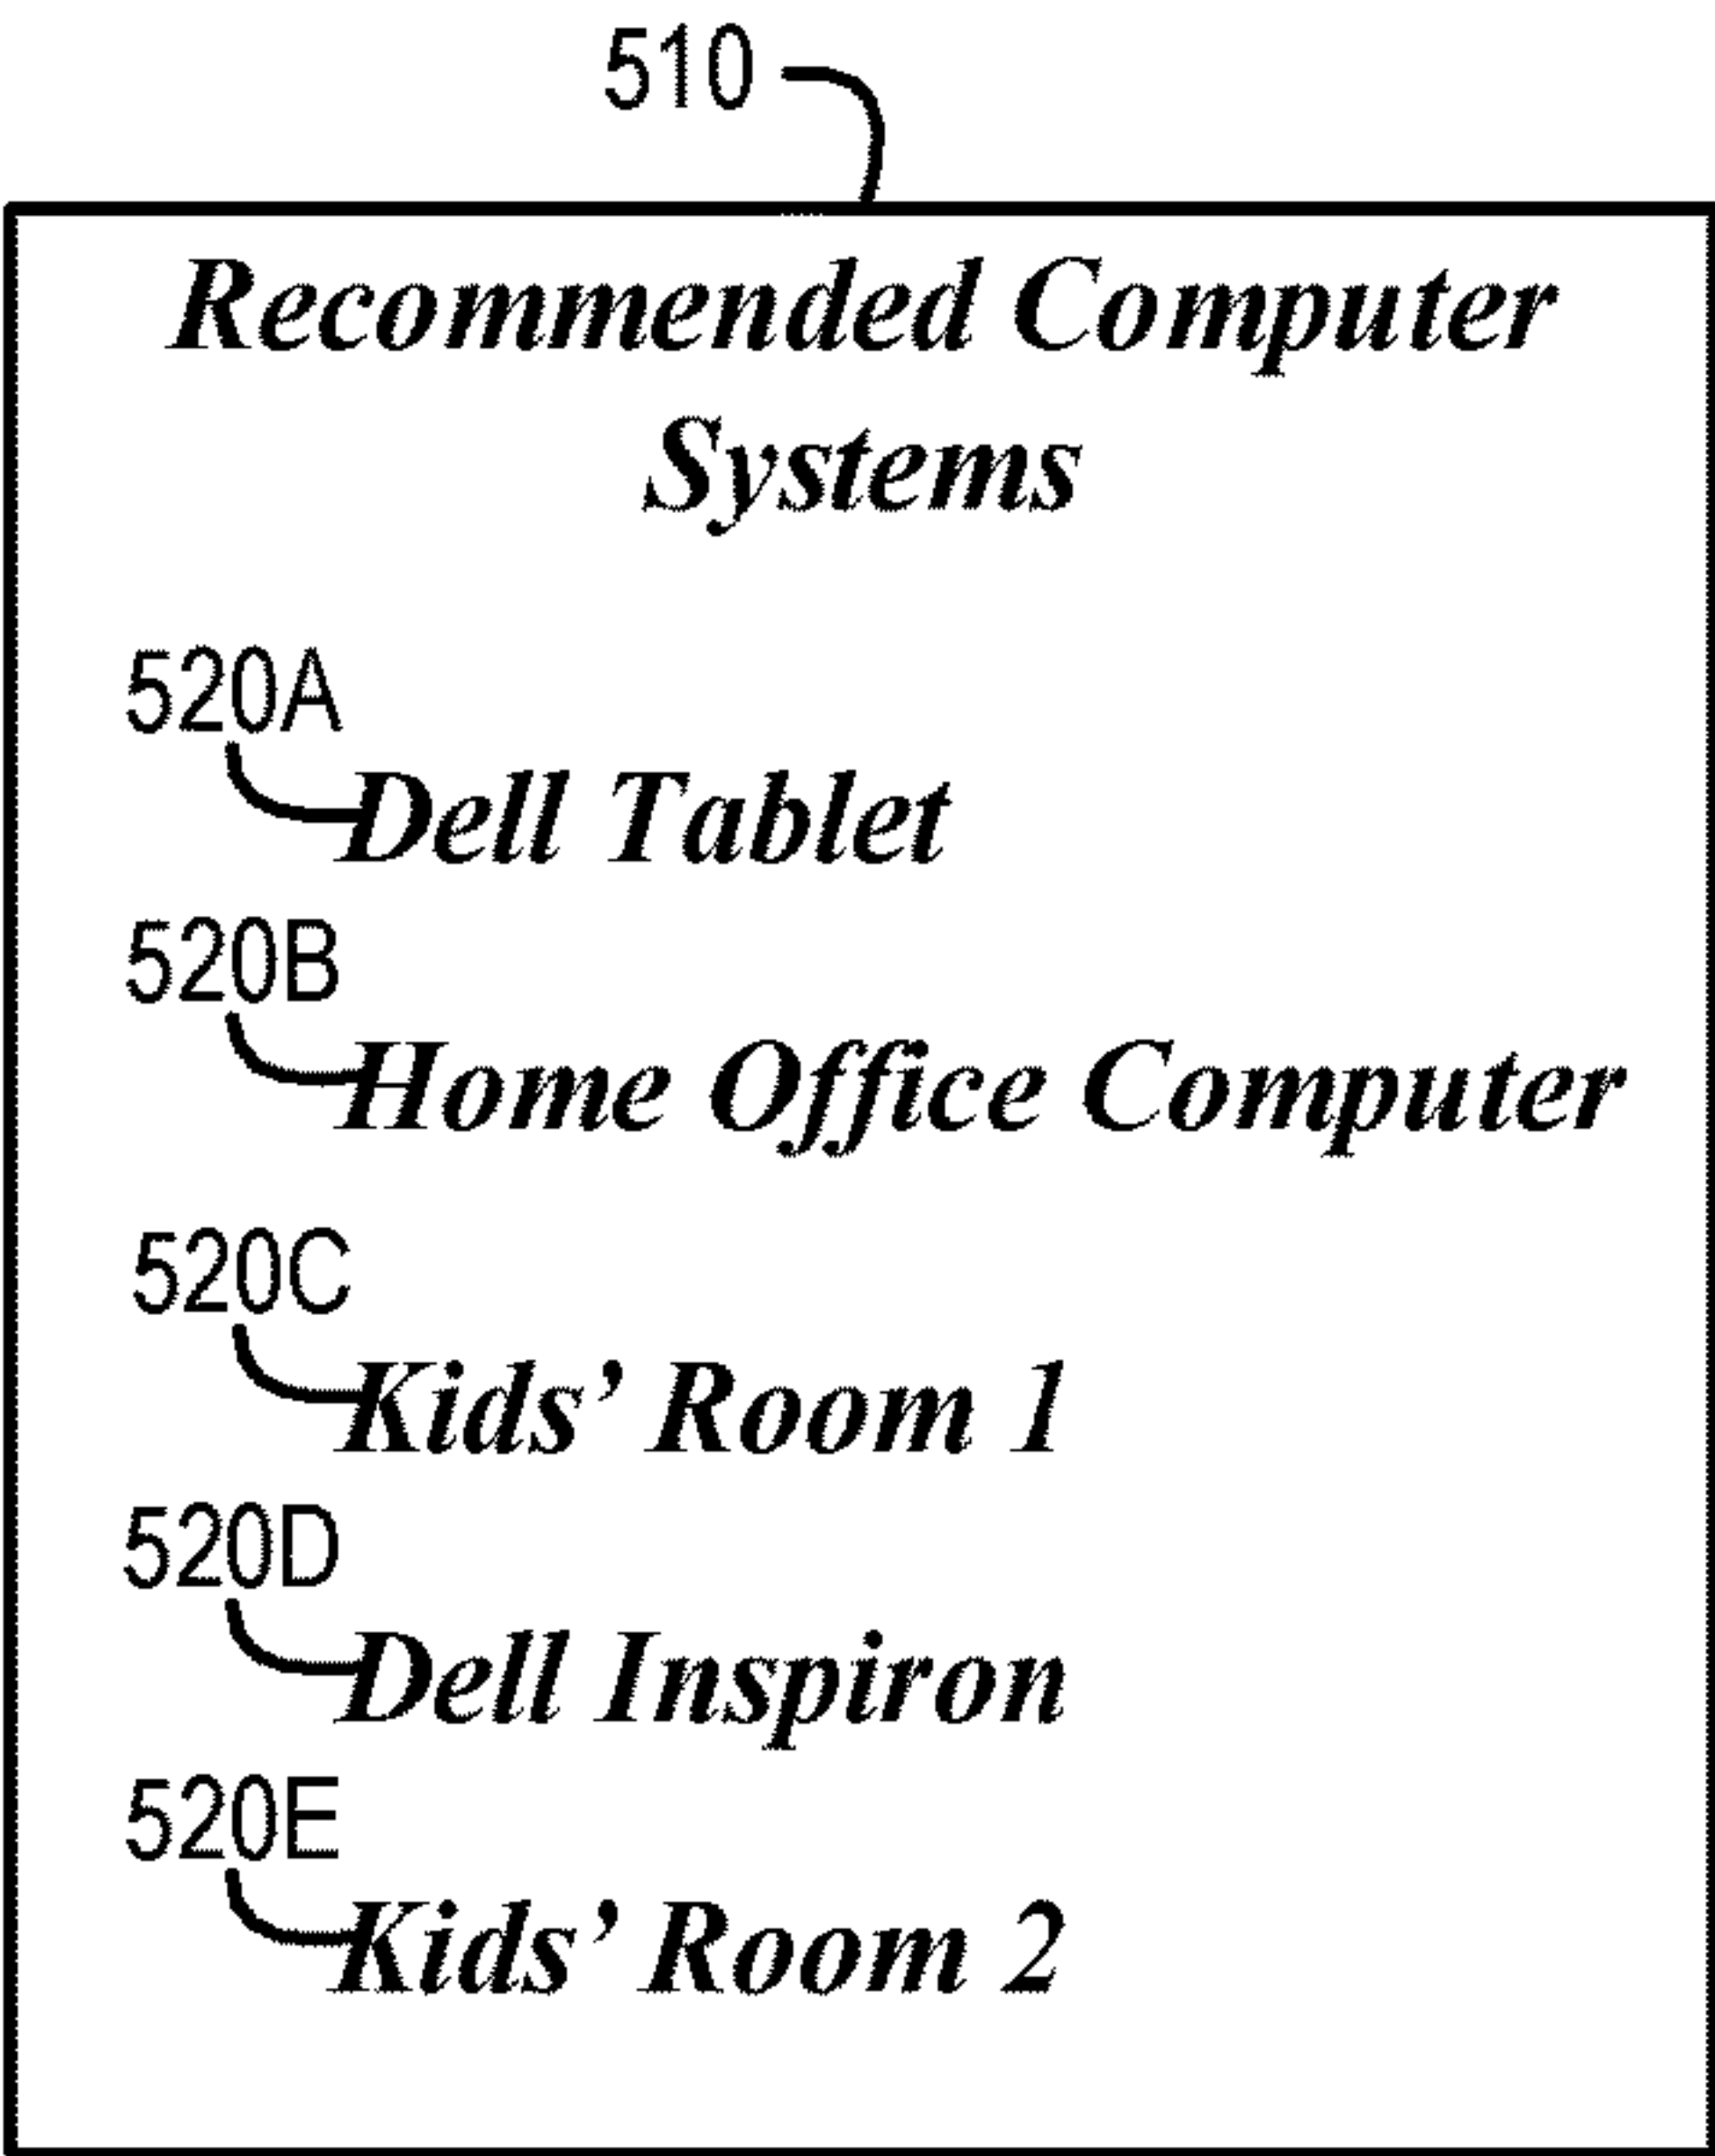 510
Recommended Computer
Systems
520A
Dell Tablet
520B
Home Office Computer
520C
Kids’ Room 1
520D
Dell Inspiron
520E
Kids’ Room 2